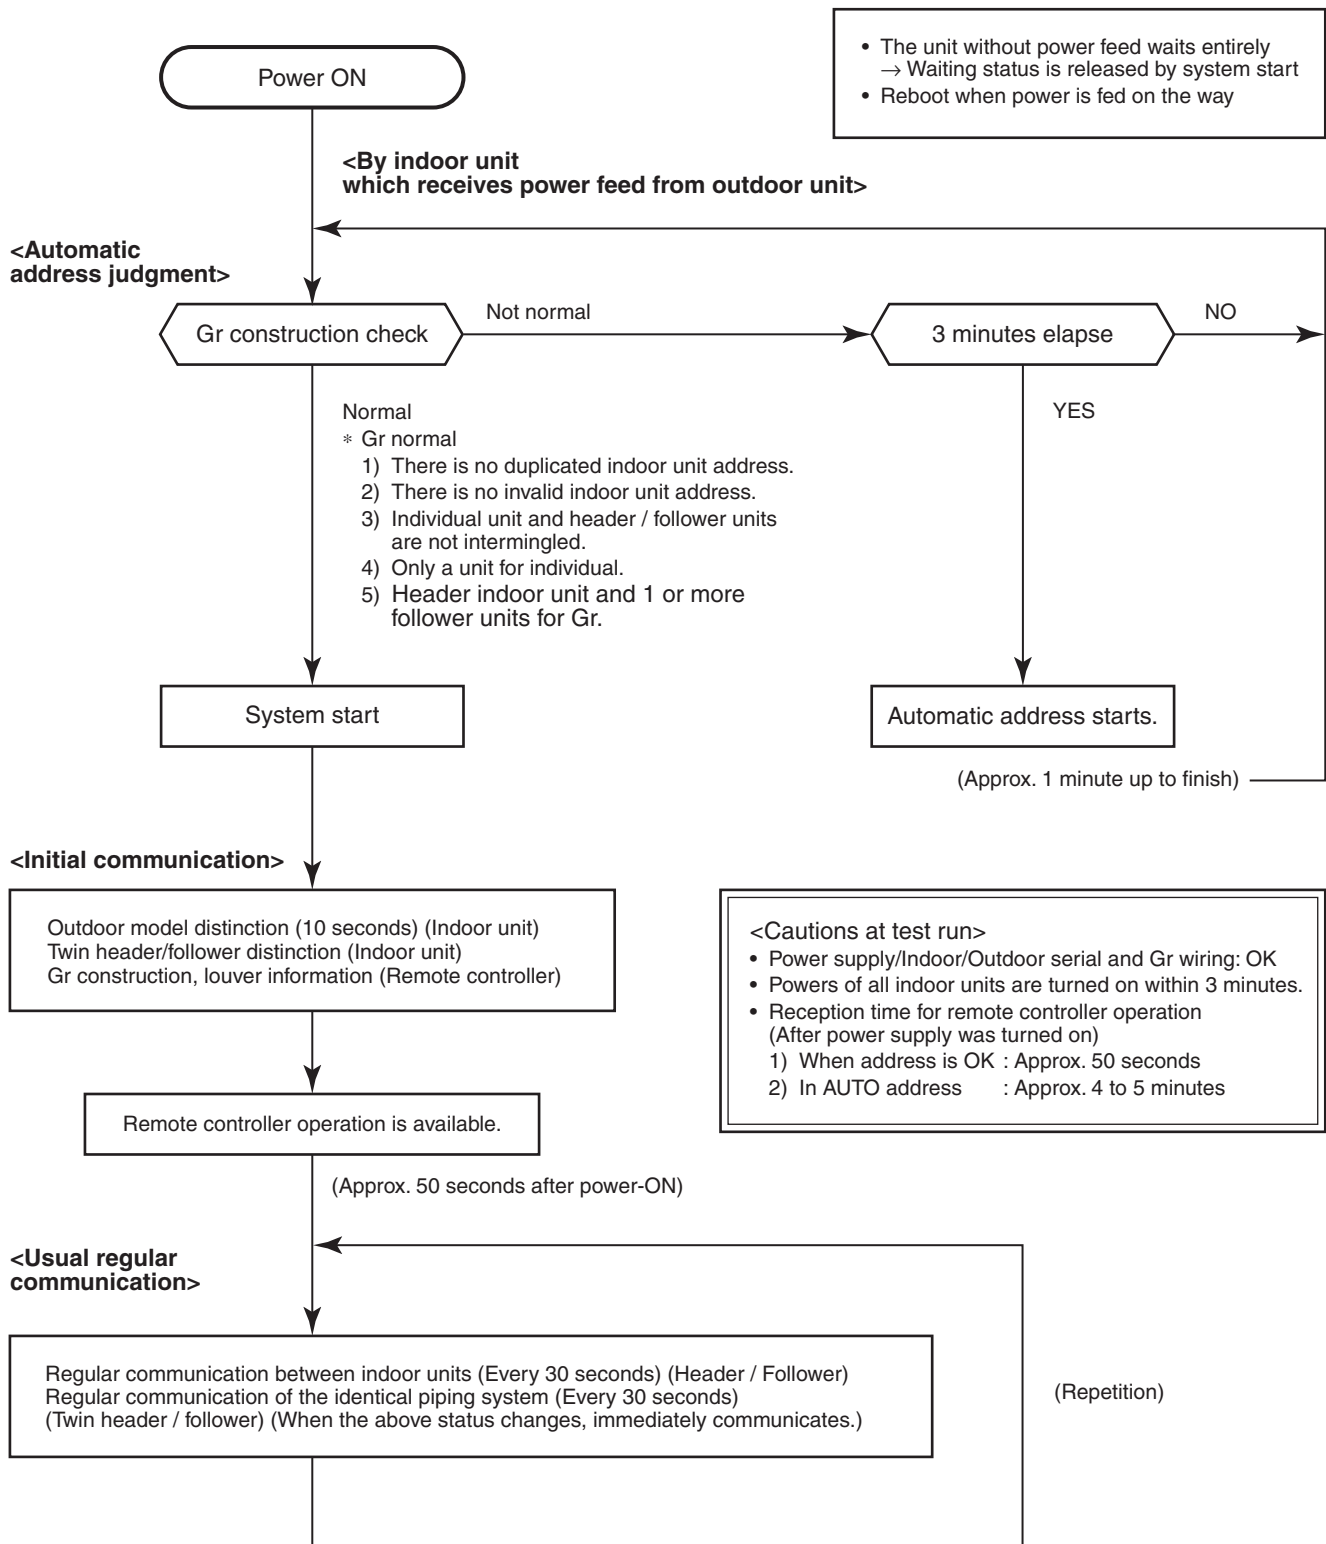 Power ON
• The unit without power feed waits entirely
→ Waiting status is released by system start
• Reboot when power is fed on the way
<By indoor unit
which receives power feed from outdoor unit>
<Automatic
address judgment>
Gr construction check
Not normal
3 minutes elapse
NO
Normal
* Gr normal
1) There is no duplicated indoor unit address.
2) There is no invalid indoor unit address.
3) Individual unit and header / follower units
are not intermingled.
4) Only a unit for individual.
5) Header indoor unit and 1 or more
follower units for Gr.
YES
System start
Automatic address starts.
(Approx. 1 minute up to finish)
<Initial communication>
Outdoor model distinction (10 seconds) (Indoor unit)
Twin header/follower distinction (Indoor unit)
Gr construction, louver information (Remote controller)
<Cautions at test run>
• Power supply/Indoor/Outdoor serial and Gr wiring: OK
• Powers of all indoor units are turned on within 3 minutes.
• Reception time for remote controller operation
(After power supply was turned on)
1) When address is OK : Approx. 50 seconds
2) In AUTO address : Approx. 4 to 5 minutes
Remote controller operation is available.
(Approx. 50 seconds after power-ON)
<Usual regular
communication>
Regular communication between indoor units (Every 30 seconds) (Header / Follower)
Regular communication of the identical piping system (Every 30 seconds)
(Twin header / follower) (When the above status changes, immediately communicates.)
(Repetition)